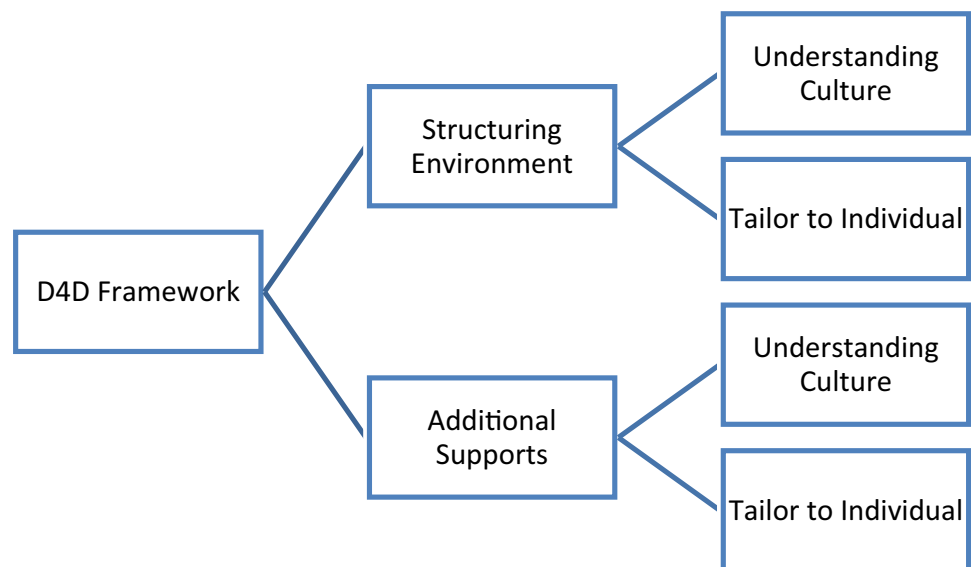 D4D Framework
Structuring
Environment
Understanding
Culture
Tailor to Individual
Additional
Supports
Understanding
Culture
Tailor to Individual